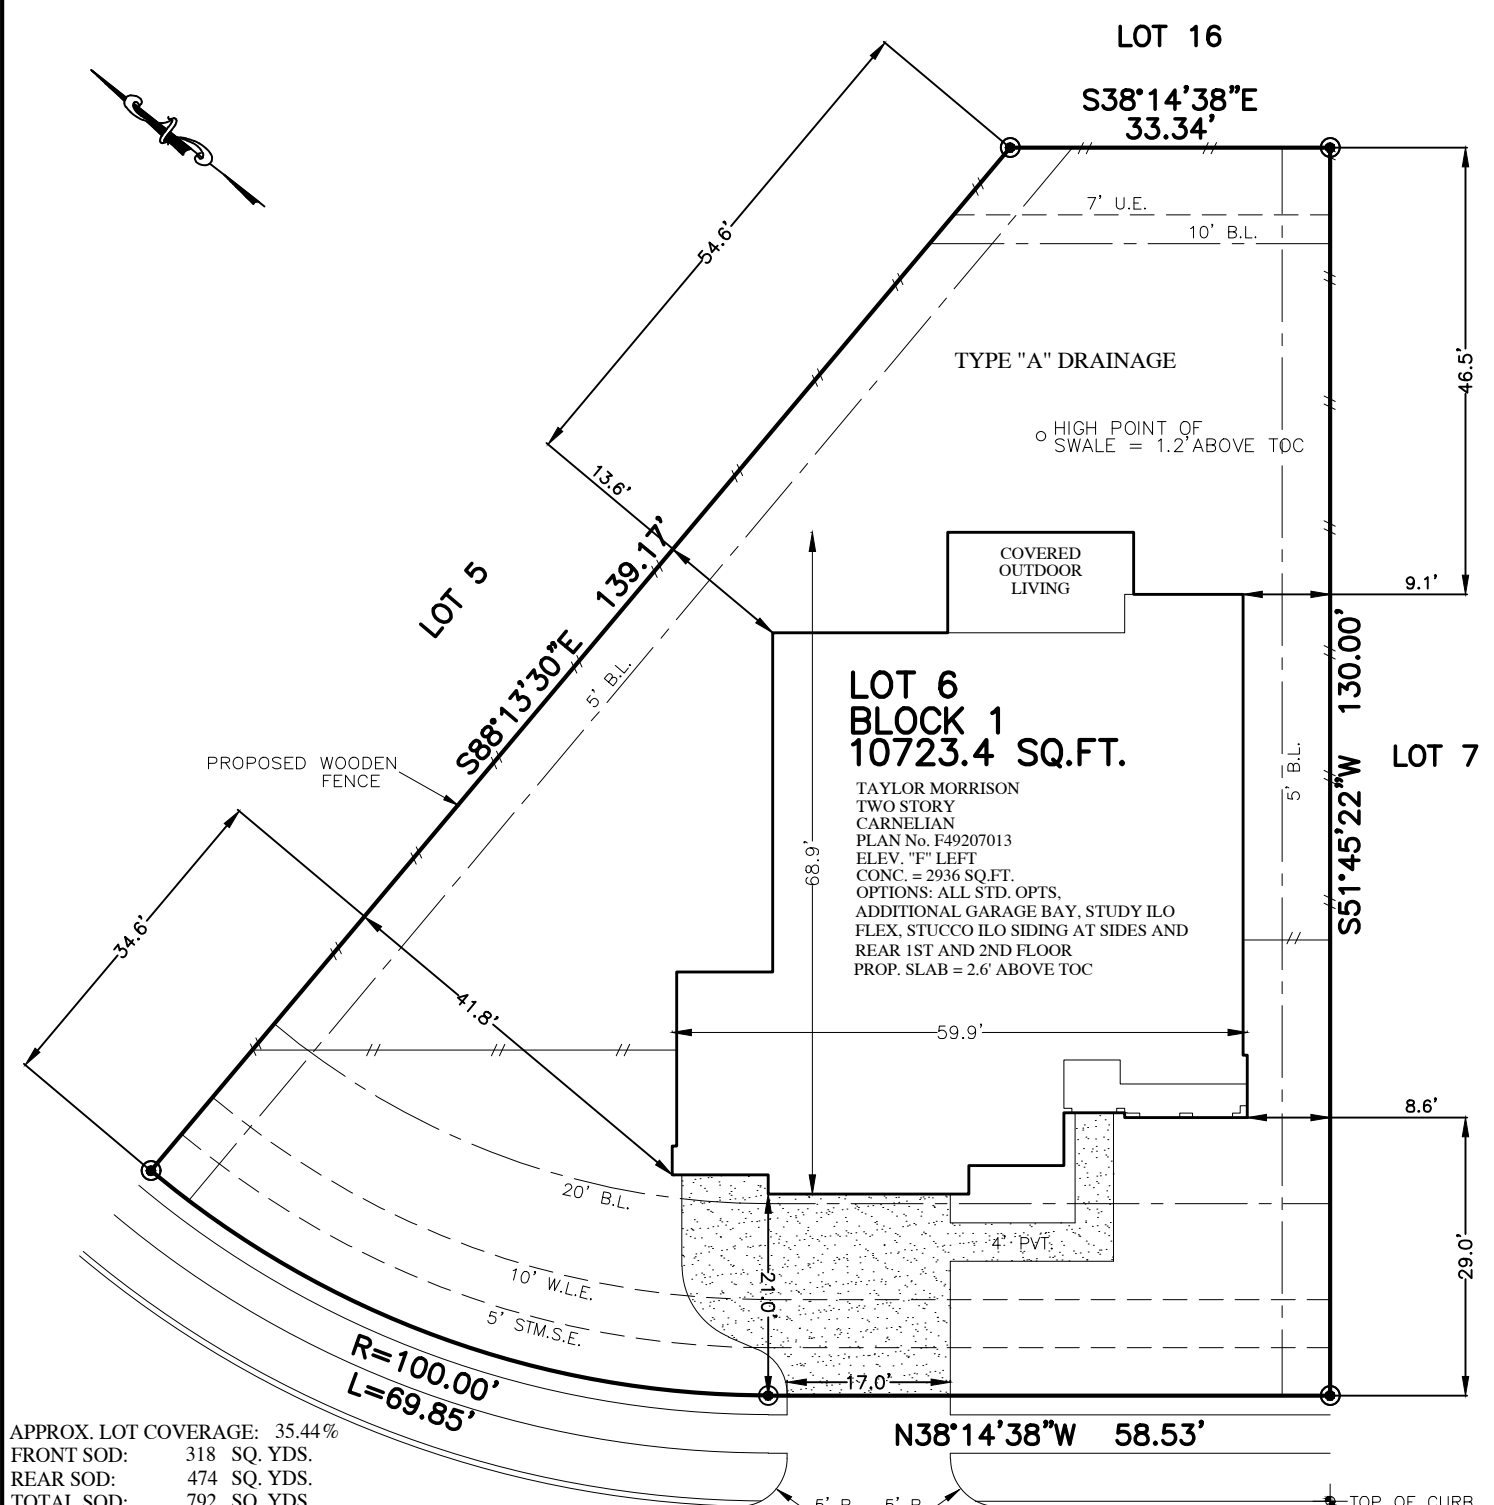 LOT 16
S38°14'38"E
33.34'
54.6'
7' U.E.
10' B.L.
TYPE "A" DRAINAGE
46.5'
HIGH POINT OF
SWALE = 1.2'ABOVE TOC
13.6'
139.17'
S88°13'30"E
LOT 5
COVERED
OUTDOOR
LIVING
9.1'
5' B.L.
LOT 6
BLOCK 1
10723.4 SQ.FT.
S51°45'22"W 130.00'
LOT 7
5' B.L.
PROPOSED WOODEN
FENCE
TAYLOR MORRISON
TWO STORY
CARNELIAN
PLAN No. F49207013
ELEV. "F" LEFT
CONC. = 2936 SQ.FT.
OPTIONS: ALL STD. OPTS,
ADDITIONAL GARAGE BAY, STUDY ILO
FLEX, STUCCO ILO SIDING AT SIDES AND
REAR 1ST AND 2ND FLOOR
PROP. SLAB = 2.6' ABOVE TOC
68.9'
34.6'
41.8'
59.9'
8.6'
20' B.L.
4' PVT.
29.0'
10' W.L.E.
21.0'
5' STM.S.E.
17.0'
R=100.00'
L=69.85'
N38°14'38"W 58.53'
APPROX. LOT COVERAGE: 35.44%
FRONT SOD: 318 SQ. YDS.
REAR SOD: 474 SQ. YDS.
TOTAL SOD: 792 SQ. YDS.
5' R. 5' R.
TOP OF CURB